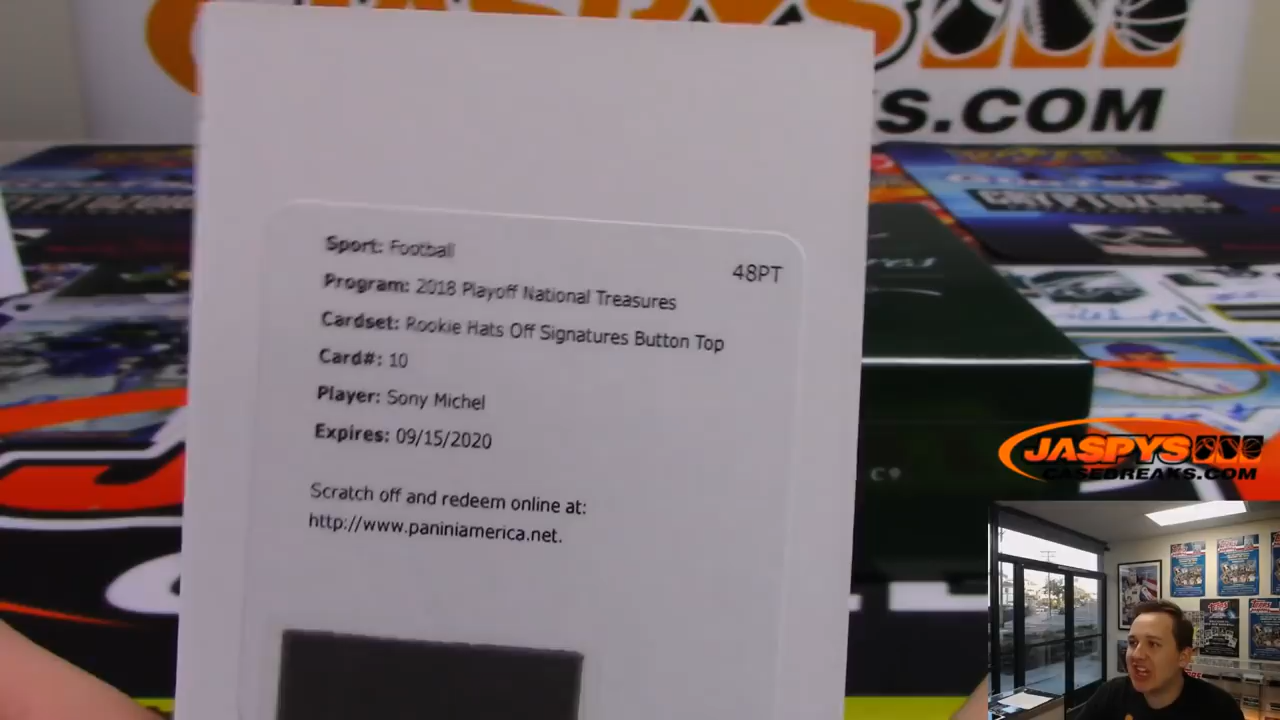 S.COM
48PT
Sport: Football
Program: 2018 Playoff National Treasures
Cardset: Rookie Hats Off Signatures Button Top
Card#: 10
Player: Sony Michel
Expires: 09/15/2020
Scratch off and redeem online at:
http://www.paniniamerica.net.
JASPYS
CASEBREAKS.COM